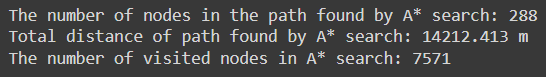 The number of nodes in the path found by A* search: 288
Total distance of path found by A* search: 14212.413 m
The number of visited nodes in A* search: 7571